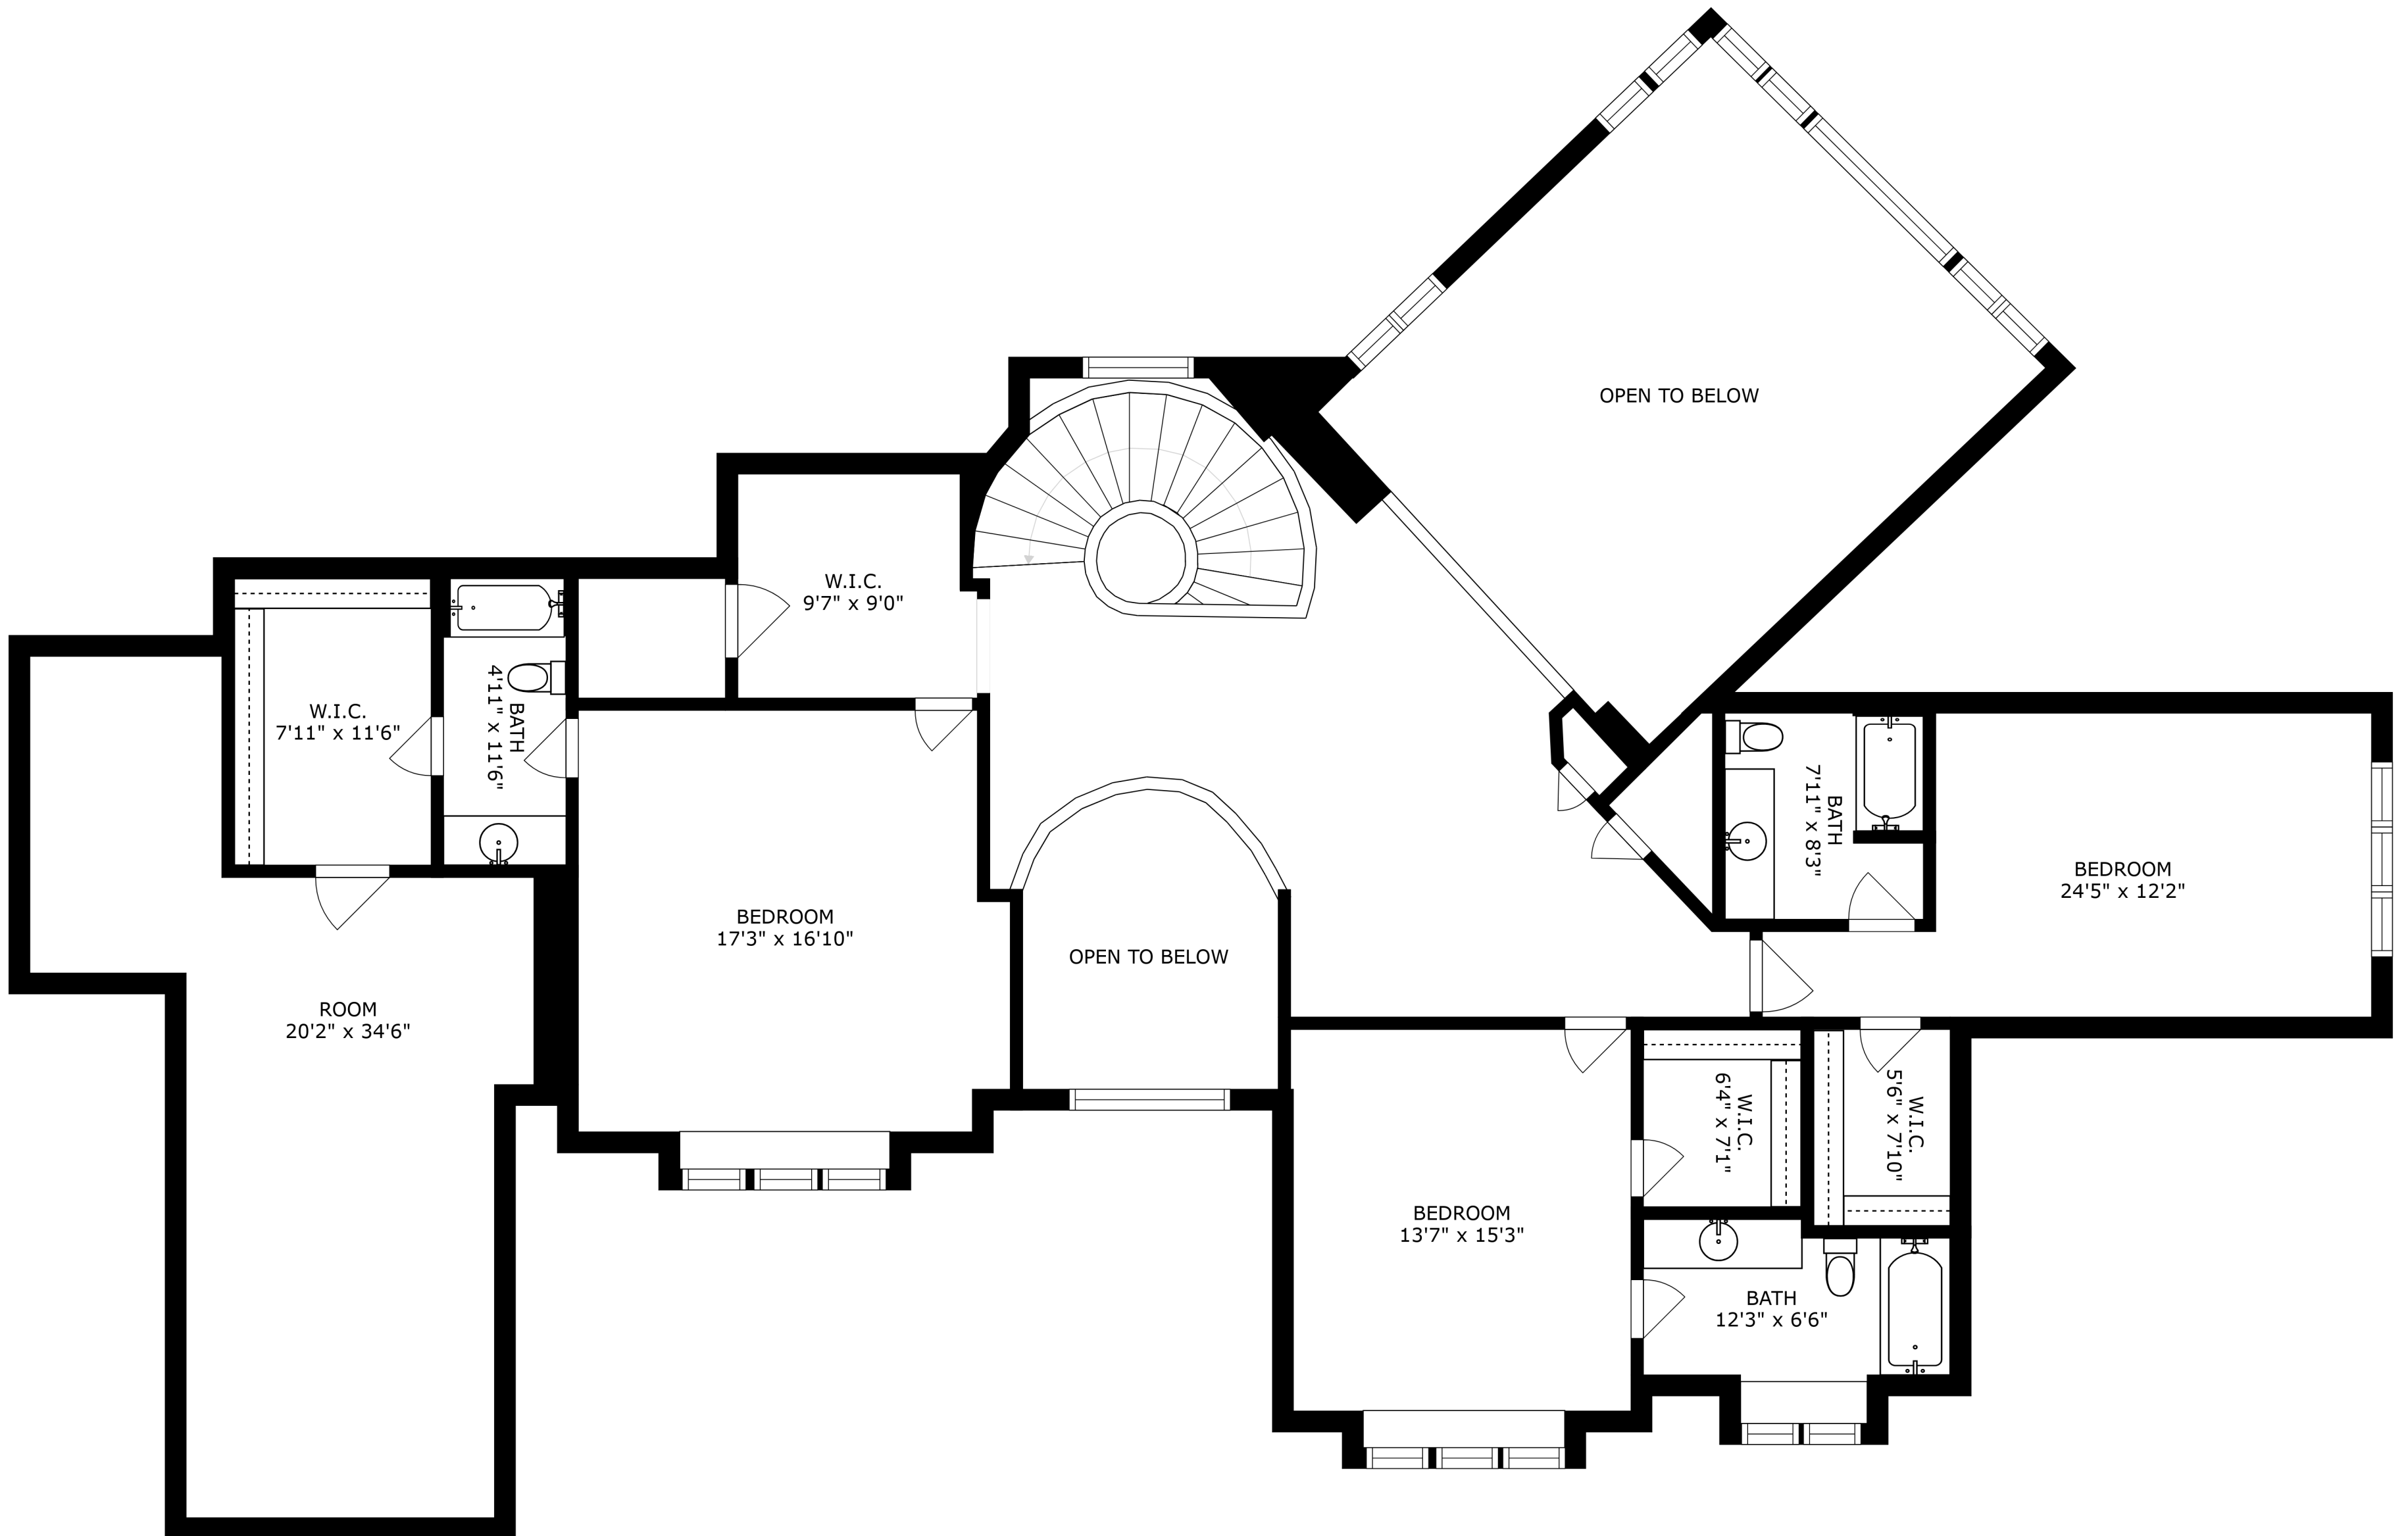 OPEN TO BELOW
W.I.C.
9'7" x 9'0"
W.I.C.
7'11" x 11'6"
BATH
4'11" x 11'6"
BATH
7'11" x 8'3"
BEDROOM
24'5" x 12'2"
BEDROOM
17'3" x 16'10"
OPEN TO BELOW
ROOM
20'2" x 34'6"
W.I.C.
6'4" x 7'1"
W.I.C.
5'6" x 7'10"
BEDROOM
13'7" x 15'3"
BATH
12'3" x 6'6"